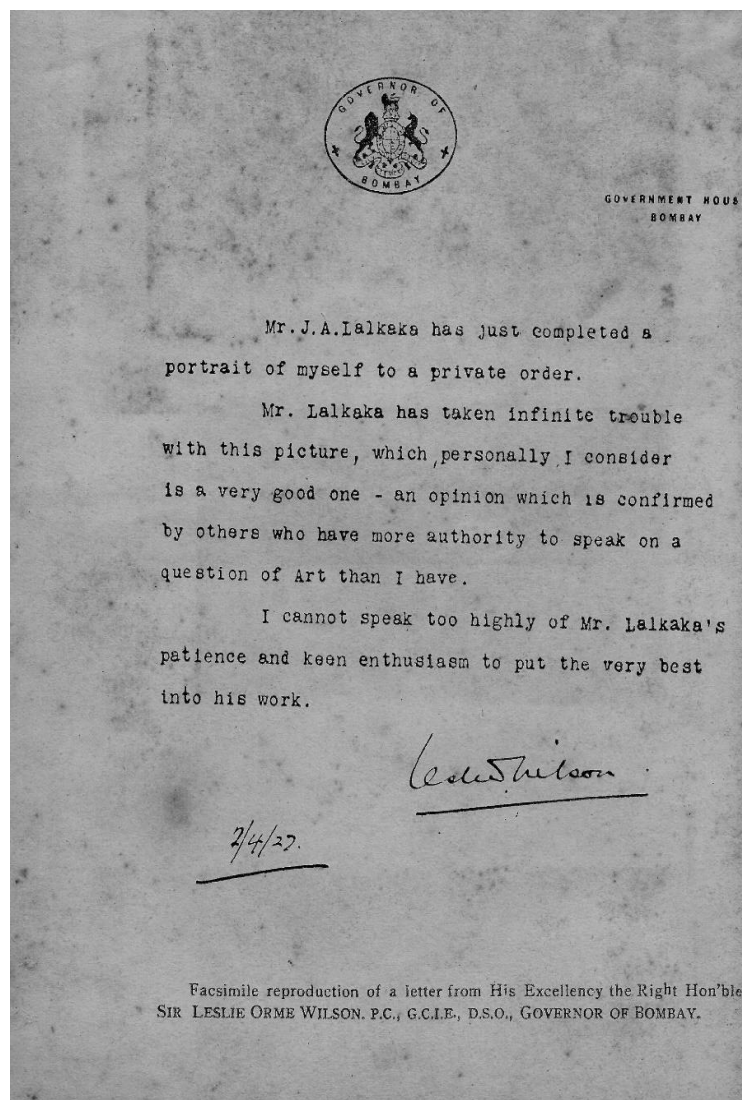 GOVERNOR OF
BOMBAY
GOVERNMENT HOUS
BOMBAY
Mr. J.A.Lalkaka has just completed a
portrait of myself to a private order.
Mr. Lalkaka has taken infinite trouble
with this picture, which, personally, I consider
is a very good one - an opinion which is confirmed
by others who have more authority to speak on a
question of Art than I have.
I cannot speak too highly of Mr. Lalkaka's
patience and keen enthusiasm to put the very best
into his work.
Leslie Wilson
2/4/27.
Facsimile reproduction of a letter from His Excellency the Right Hon'ble
SIR LESLIE ORME WILSON. P.C., G.C.I.E., D.S.O., GOVERNOR OF BOMBAY.